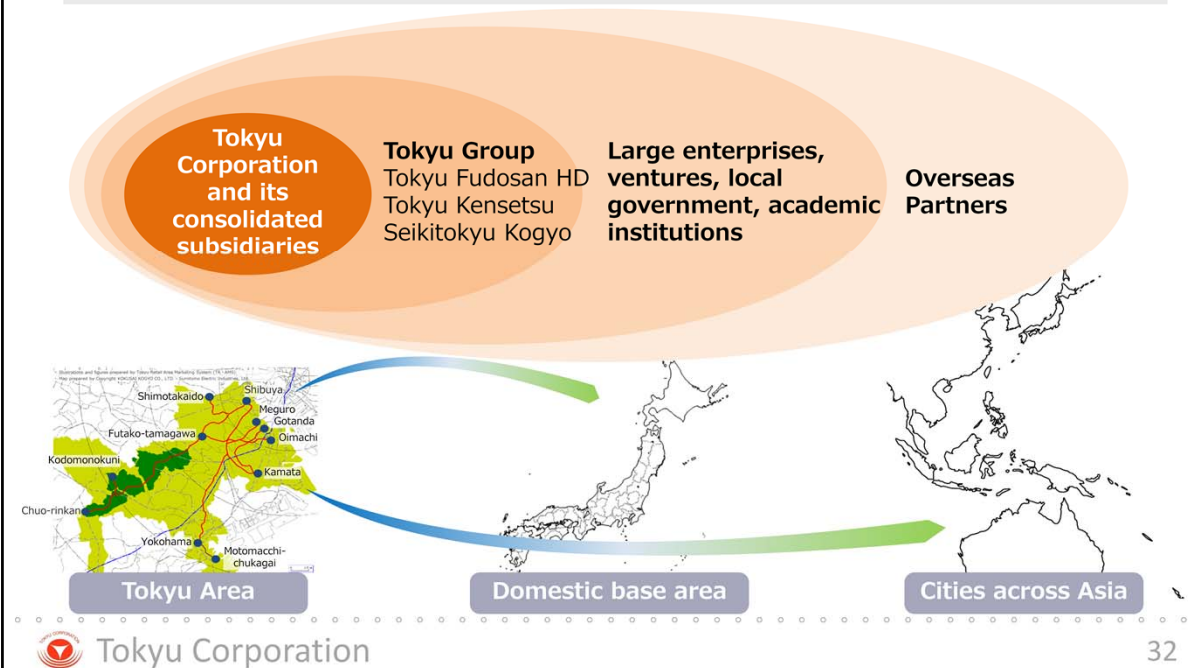 Tokyu
Corporation
and its
consolidated
subsidiaries
Tokyu Group
Tokyu Fudosan HD
Tokyu Kensetsu
Seikitokyu Kogyo
Large enterprises,
ventures, local
government, academic
institutions
Overseas
Partners
Shimotakaido
Shibuya
Meguro
Gotanda
Oimachi
Futako-tamagawa
Kodomonokuni
Kamata
Chuo-rinkan
Yokohama
Motomacchi-
chukagai
Tokyu Area
Domestic base area
Cities across Asia
Tokyu Corporation
32